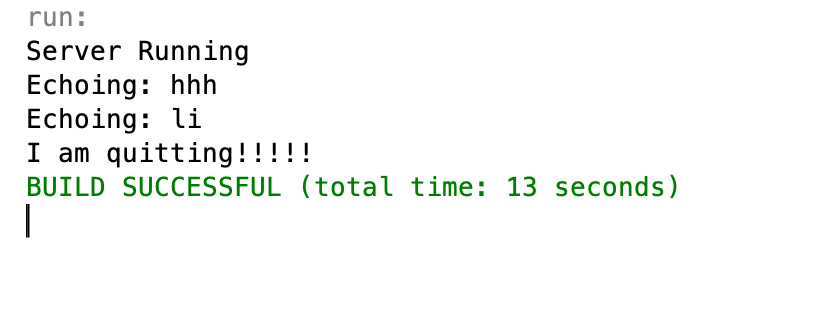 run:
Server Running
Echoing: hhh
Echoing: li
I am quitting!!!!!
BUILD SUCCESSFUL (total time: 13 seconds)